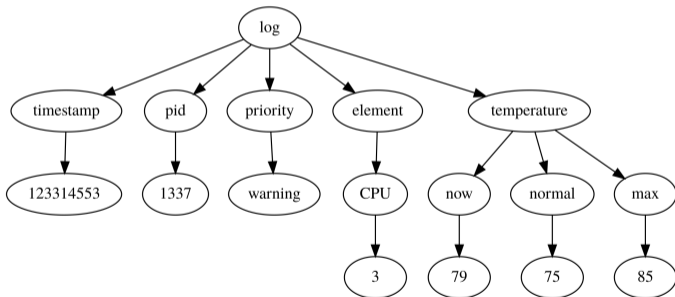 log
timestamp pid priority element temperature
123314553 1337 warning CPU now normal max
3 79 75 85